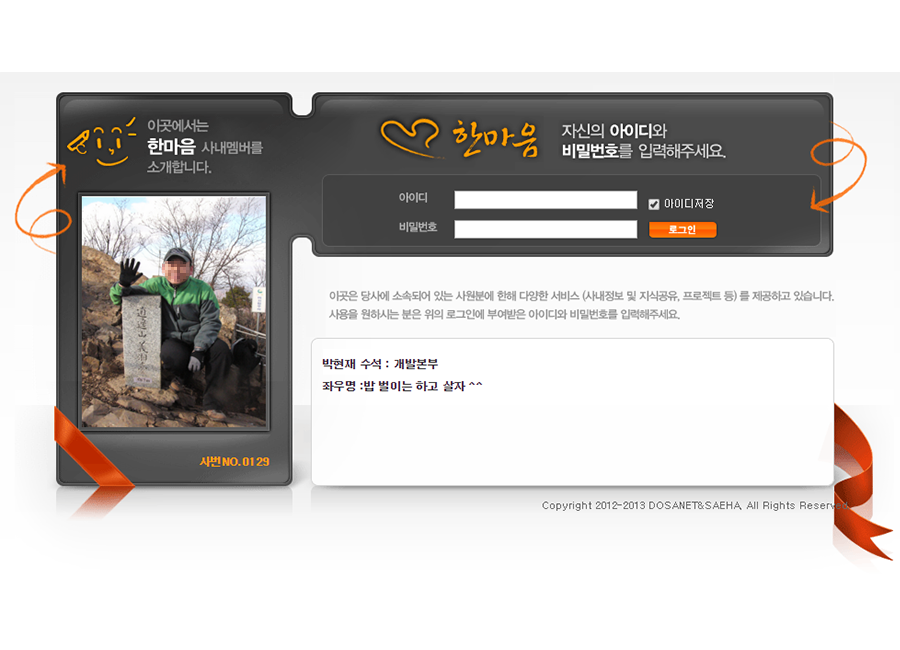 이곳에서는
한마음 사내멤버를
소개합니다.
사번NO.0129
한마음
자신의 아이디와
비밀번호를 입력해주세요.
아이디
아이디저장
비밀번호
로그인
이곳은 당사에 소속되어 있는 사원분에 한해 다양한 서비스 (사내정보 및 지식공유, 프로젝트 등) 를 제공하고 있습니다.
사용을 원하시는 분은 위의 로그인에 부여받은 아이디와 비밀번호를 입력해주세요.
박현재 수석 : 개발본부
좌우명 :밥 벌이는 하고 살자 ^^
Copyright 2012-2013 DOSANET&SAEHA, All Rights Reserved.